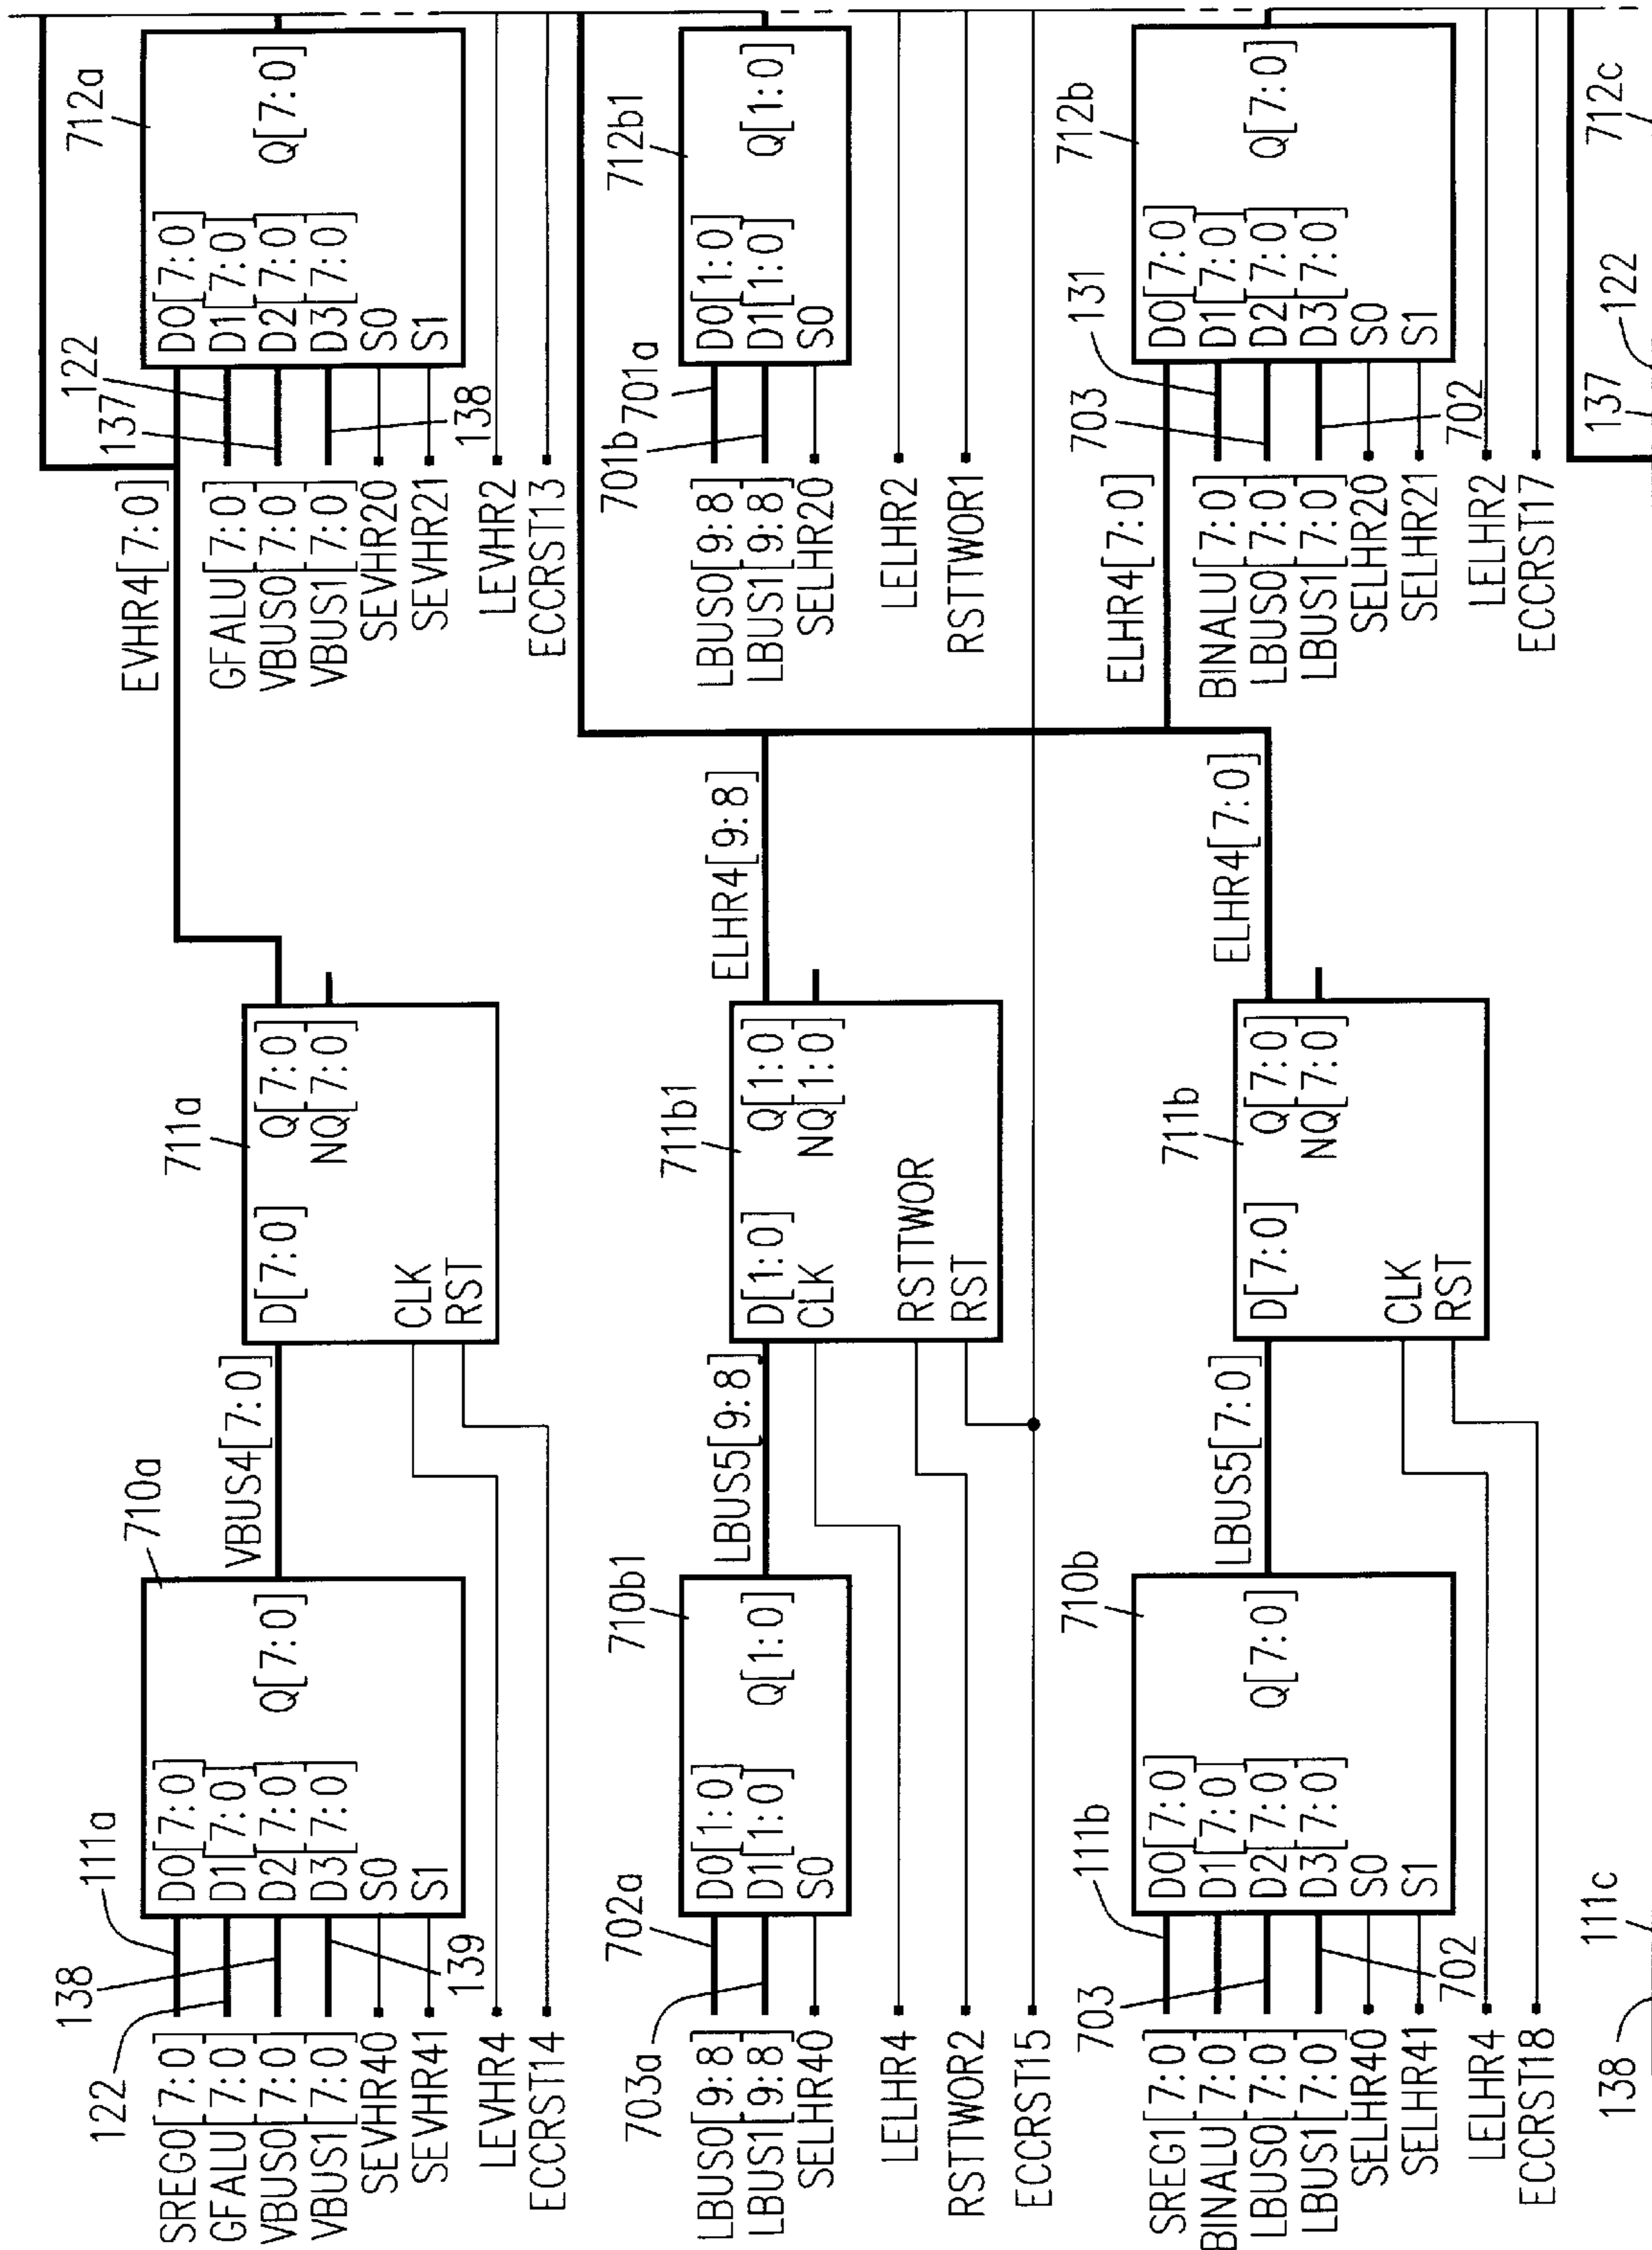 138
122
111a
710a
SREG0[7:0]
GFALU[7:0]
VBUS0[7:0]
VBUS1[7:0]
SEVHR40
SEVHR41
139
LEVHR4
ECCRST14
D0[7:0]
D1[7:0]
D2[7:0]
D3[7:0]
S0
S1
Q[7:0]
VBUS4[7:0]
711a
D[7:0]
Q[7:0]
NQ[7:0]
CLK
RST
EVHR4[7:0]
137
122
712a
GFALU[7:0]
VBUS0[7:0]
VBUS1[7:0]
SEVHR20
SEVHR21
138
LEVHR2
ECCRST13
D0[7:0]
D1[7:0]
D2[7:0]
D3[7:0]
S0
S1
Q[7:0]
703a
702a
710b1
LBUS0[9:8]
LBUS1[9:8]
SELHR40
LELHR4
RSTTWOR2
ECCRST15
D0[1:0]
D1[1:0]
S0
Q[1:0]
LBUS5[9:8]
711b1
D[1:0]
CLK
Q[1:0]
NQ[1:0]
RSTTWOR
RST
ELHR4[9:8]
701b
701a
712b1
LBUS0[9:8]
LBUS1[9:8]
SELHR20
LELHR2
RSTTWOR1
D0[1:0]
D1[1:0]
S0
Q[1:0]
703
111b
710b
SREG1[7:0]
BINALU[7:0]
LBUS0[7:0]
LBUS1[7:0]
SELHR40
SELHR41
702
LELHR4
ECCRST18
D0[7:0]
D1[7:0]
D2[7:0]
D3[7:0]
S0
S1
Q[7:0]
LBUS5[7:0]
711b
D[7:0]
Q[7:0]
NQ[7:0]
CLK
RST
ELHR4[7:0]
ELHR4[7:0]
703
131
712b
BINALU[7:0]
LBUS0[7:0]
LBUS1[7:0]
SELHR20
SELHR21
702
LELHR2
ECCRST17
D0[7:0]
D1[7:0]
D2[7:0]
D3[7:0]
S0
S1
Q[7:0]
138
111c
137
122
712c